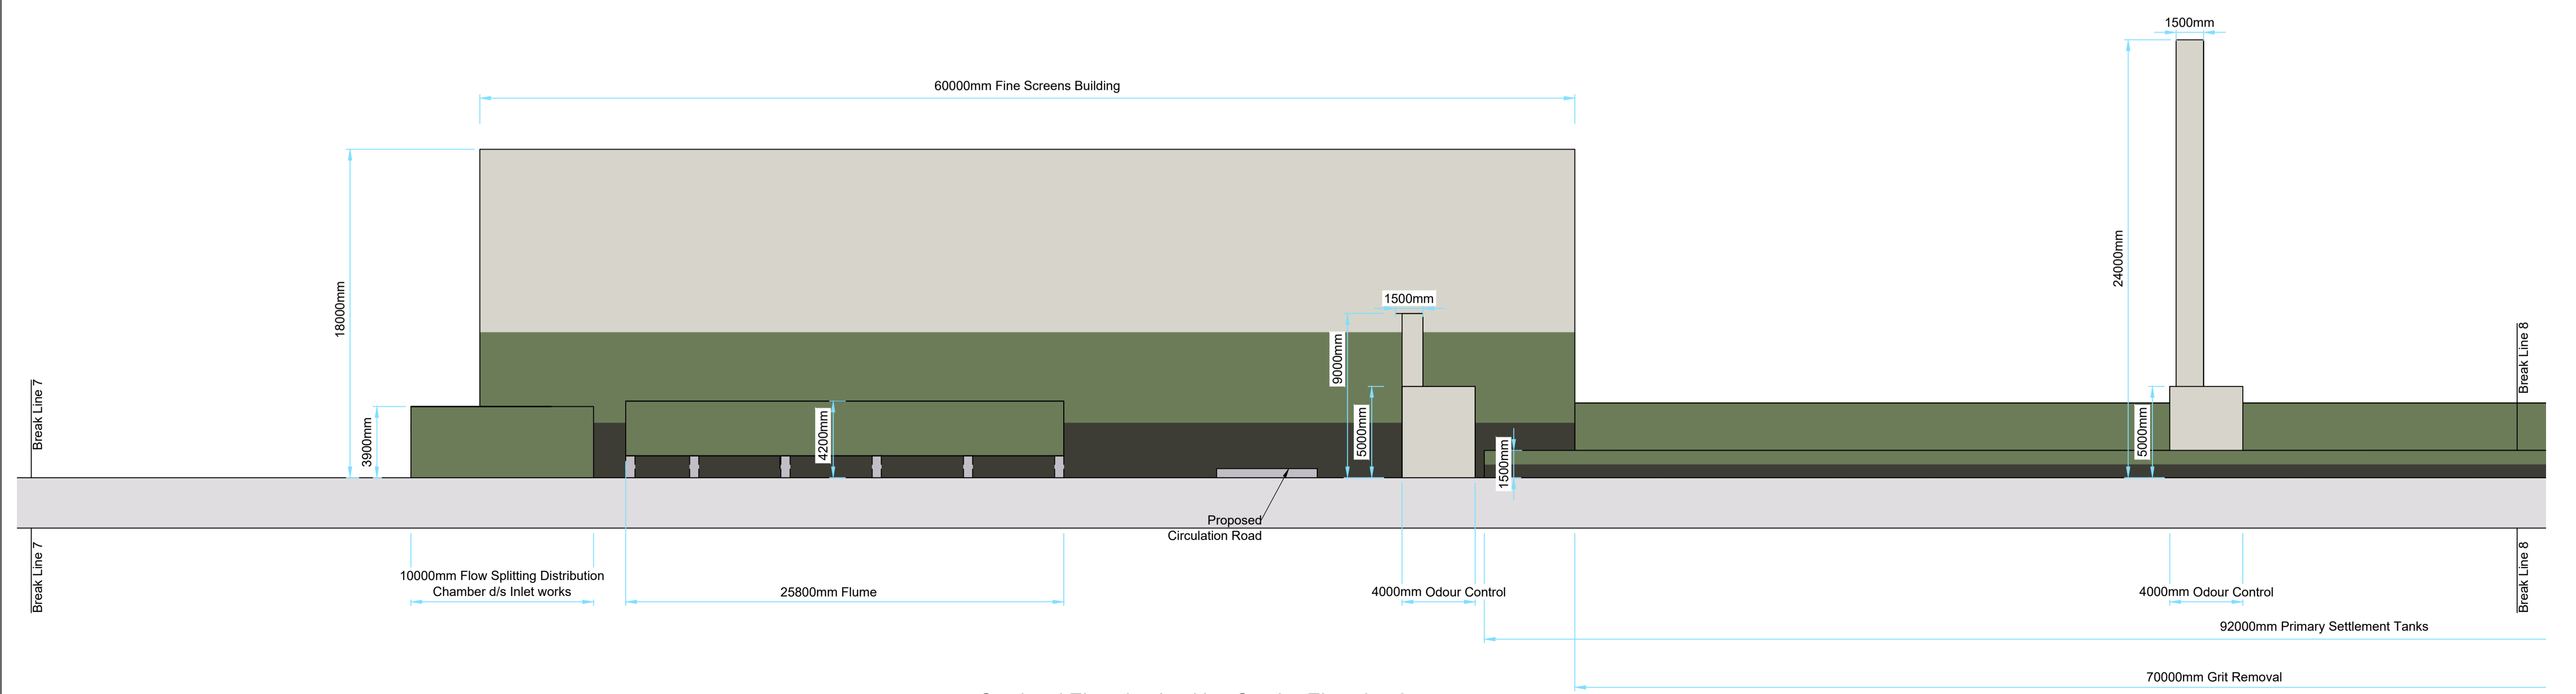 1500mm
60000mm Fine Screens Building
18000mm
24000mm
1500mm
9000mm
Break Line 7
3900mm
4200mm
5000mm
1500mm
5000mm
Break Line 8
Proposed
Circulation Road
Break Line 7
10000mm Flow Splitting Distribution
Chamber d/s Inlet works
25800mm Flume
4000mm Odour Control
4000mm Odour Control
Break Line 8
92000mm Primary Settlement Tanks
70000mm Grit Removal